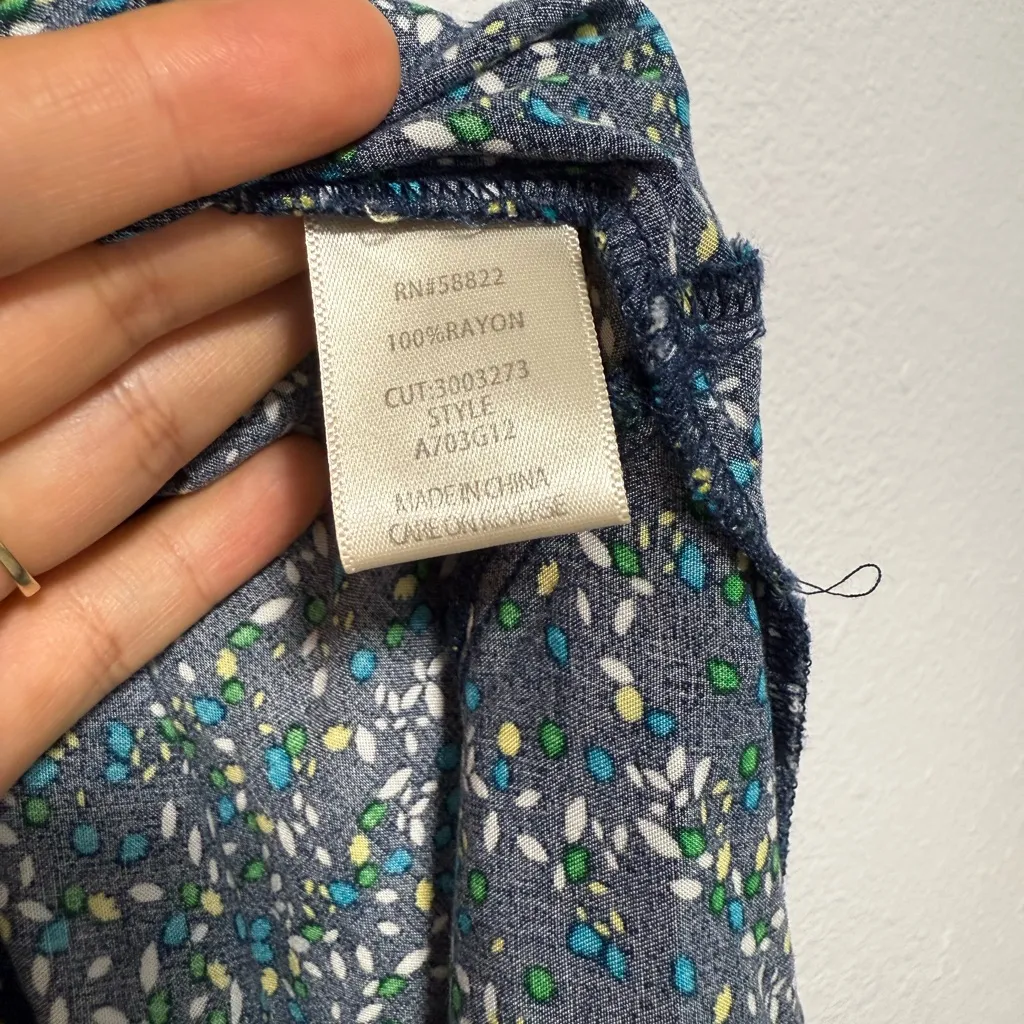 RN#58822
100%RAYON
CUT:3003273
STYLE
A703G12
MADE IN CHINA
CARE ON REVERSE